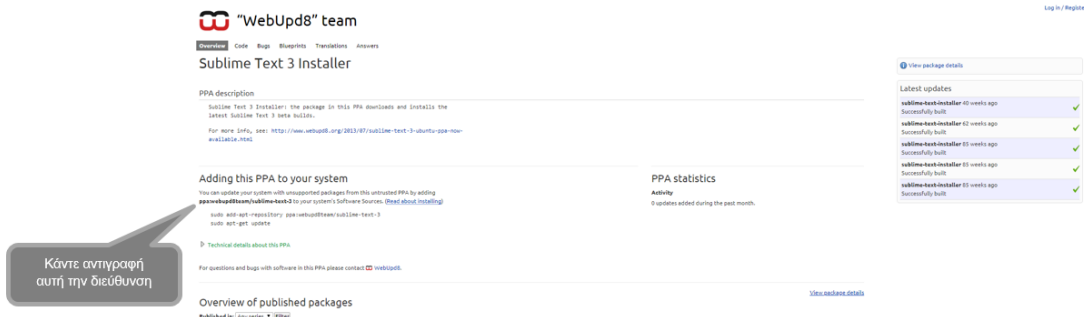 Log in / Registe
“WebUpd8” team
Overview Code Bugs Blueprints Translations Answers
Sublime Text 3 Installer
PPA description
Sublime Text 3 Installer: the package in this PPA downloads and installs the
latest Sublime Text 3 beta builds.
For more info, see: http://www.webupd8.org/2013/07/sublime-text-3-ubuntu-ppa-now-
available.html
Adding this PPA to your system
You can update your system with unsupported packages from this untrusted PPA by adding
ppa:webupd8team/sublime-text-3 to your system's Software Sources. (Read about installing)
sudo add-apt-repository ppa:webupd8team/sublime-text-3
sudo apt-get update
Technical details about this PPA
For questions and bugs with software in this PPA please contact WebUpd8.
Κάντε αντιγραφή
αυτή την διεύθυνση
PPA statistics
Activity
0 updates added during the past month.
View package details
Latest updates
sublime-text-installer 40 weeks ago
Successfully built
sublime-text-installer 62 weeks ago
Successfully built
sublime-text-installer 85 weeks ago
Successfully built
sublime-text-installer 85 weeks ago
Successfully built
sublime-text-installer 85 weeks ago
Successfully built
View package details
Overview of published packages
Published in: Any series Filter